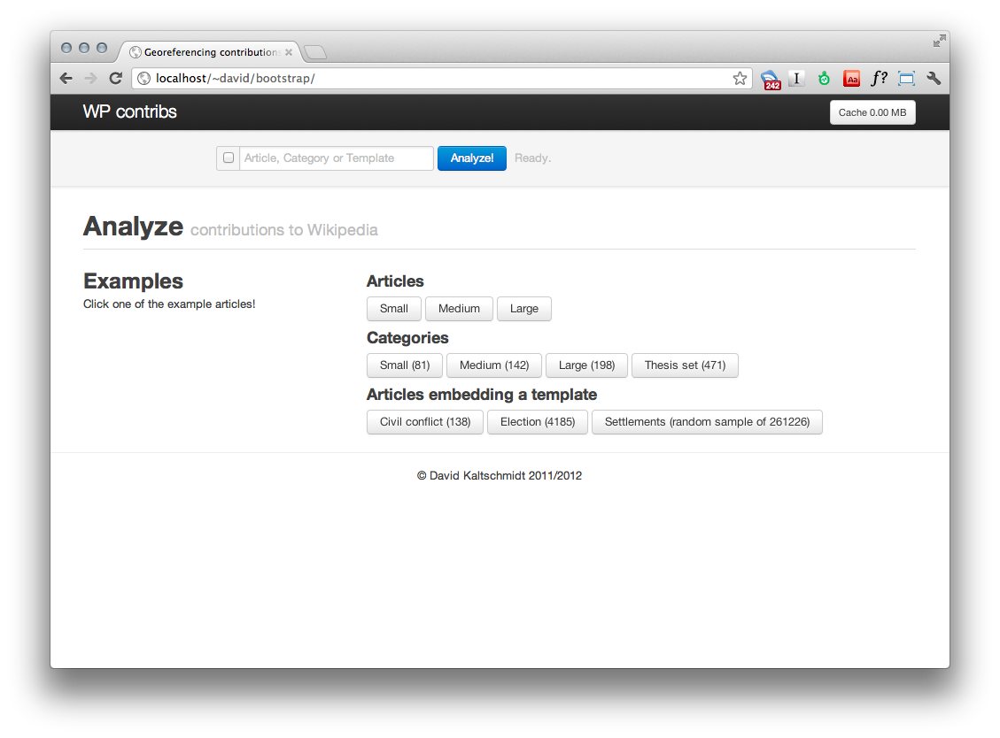 Georeferencing contribution
localhost/~david/bootstrap/
242
I
Aa
f?
WP contribs
Cache 0.00 MB
Article, Category or Template
Analyze!
Ready.
Analyze contributions to Wikipedia
Examples
Click one of the example articles!
Articles
Small
Medium
Large
Categories
Small (81)
Medium (142)
Large (198)
Thesis set (471)
Articles embedding a template
Civil conflict (138)
Election (4185)
Settlements (random sample of 261226)
© David Kaltschmidt 2011/2012